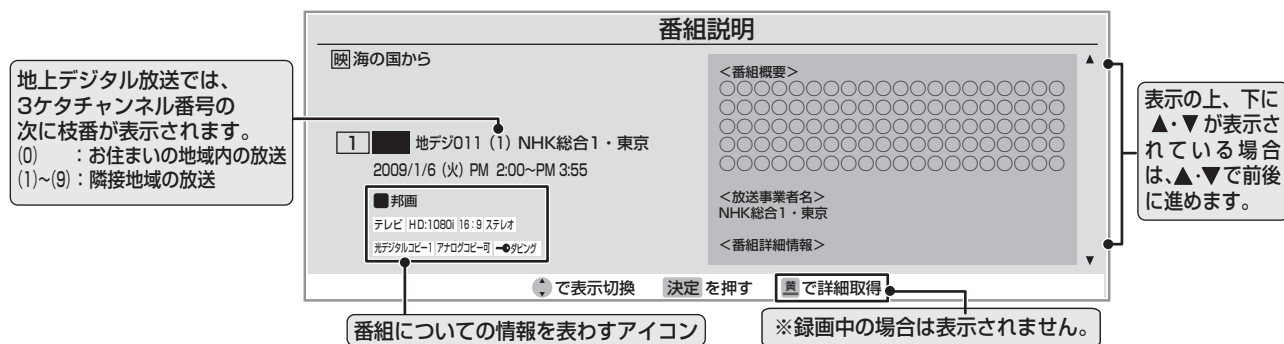 番組説明
映 海の国から
1 地デジ011 (1) NHK総合1・東京
2009/1/6 (火) PM 2:00~PM 3:55
邦画
テレビ HD:1080i 16:9 ステレオ
光デジタルコピー1 アナログコピー可 ダビング
<番組概要>
○○○○○○○○○○○○○○○○○○○○
○○○○○○○○○○○○○○○○○○○○
○○○○○○○○○○○○○○○○○○○○
○○○○○○○○○○○○○○○○○○○○
○○○○○○○○○○○○○○○○○○○○
<放送事業者名>
NHK総合1・東京
<番組詳細情報>
▲
▼
で表示切換 決定 を押す 黄 で詳細取得
地上デジタル放送では、
3ケタチャンネル番号の
次に枝番が表示されます。
(0) :お住まいの地域内の放送
(1)~(9):隣接地域の放送
表示の上、下に
▲・▼が表示さ
れている場合
は、▲・▼で前後
に進めます。
番組についての情報を表わすアイコン
※録画中の場合は表示されません。